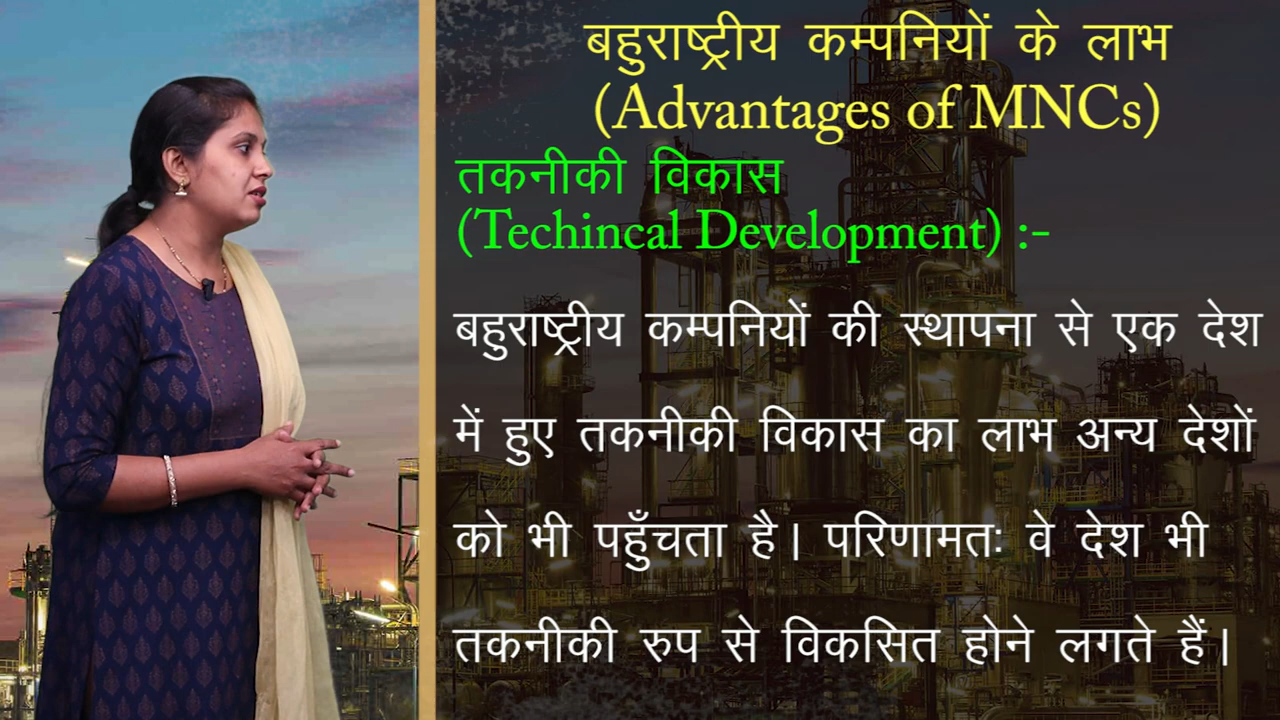 बहुराष्ट्रीय कम्पनियों के लाभ
(Advantages of MNCs)
तकनीकी विकास
(Techincal Development) :-
बहुराष्ट्रीय कम्पनियों की स्थापना से एक देश
में हुए तकनीकी विकास का लाभ अन्य देशों
को भी पहुँचता है। परिणामतः वे देश भी
तकनीकी रुप से विकसित होने लगते हैं।